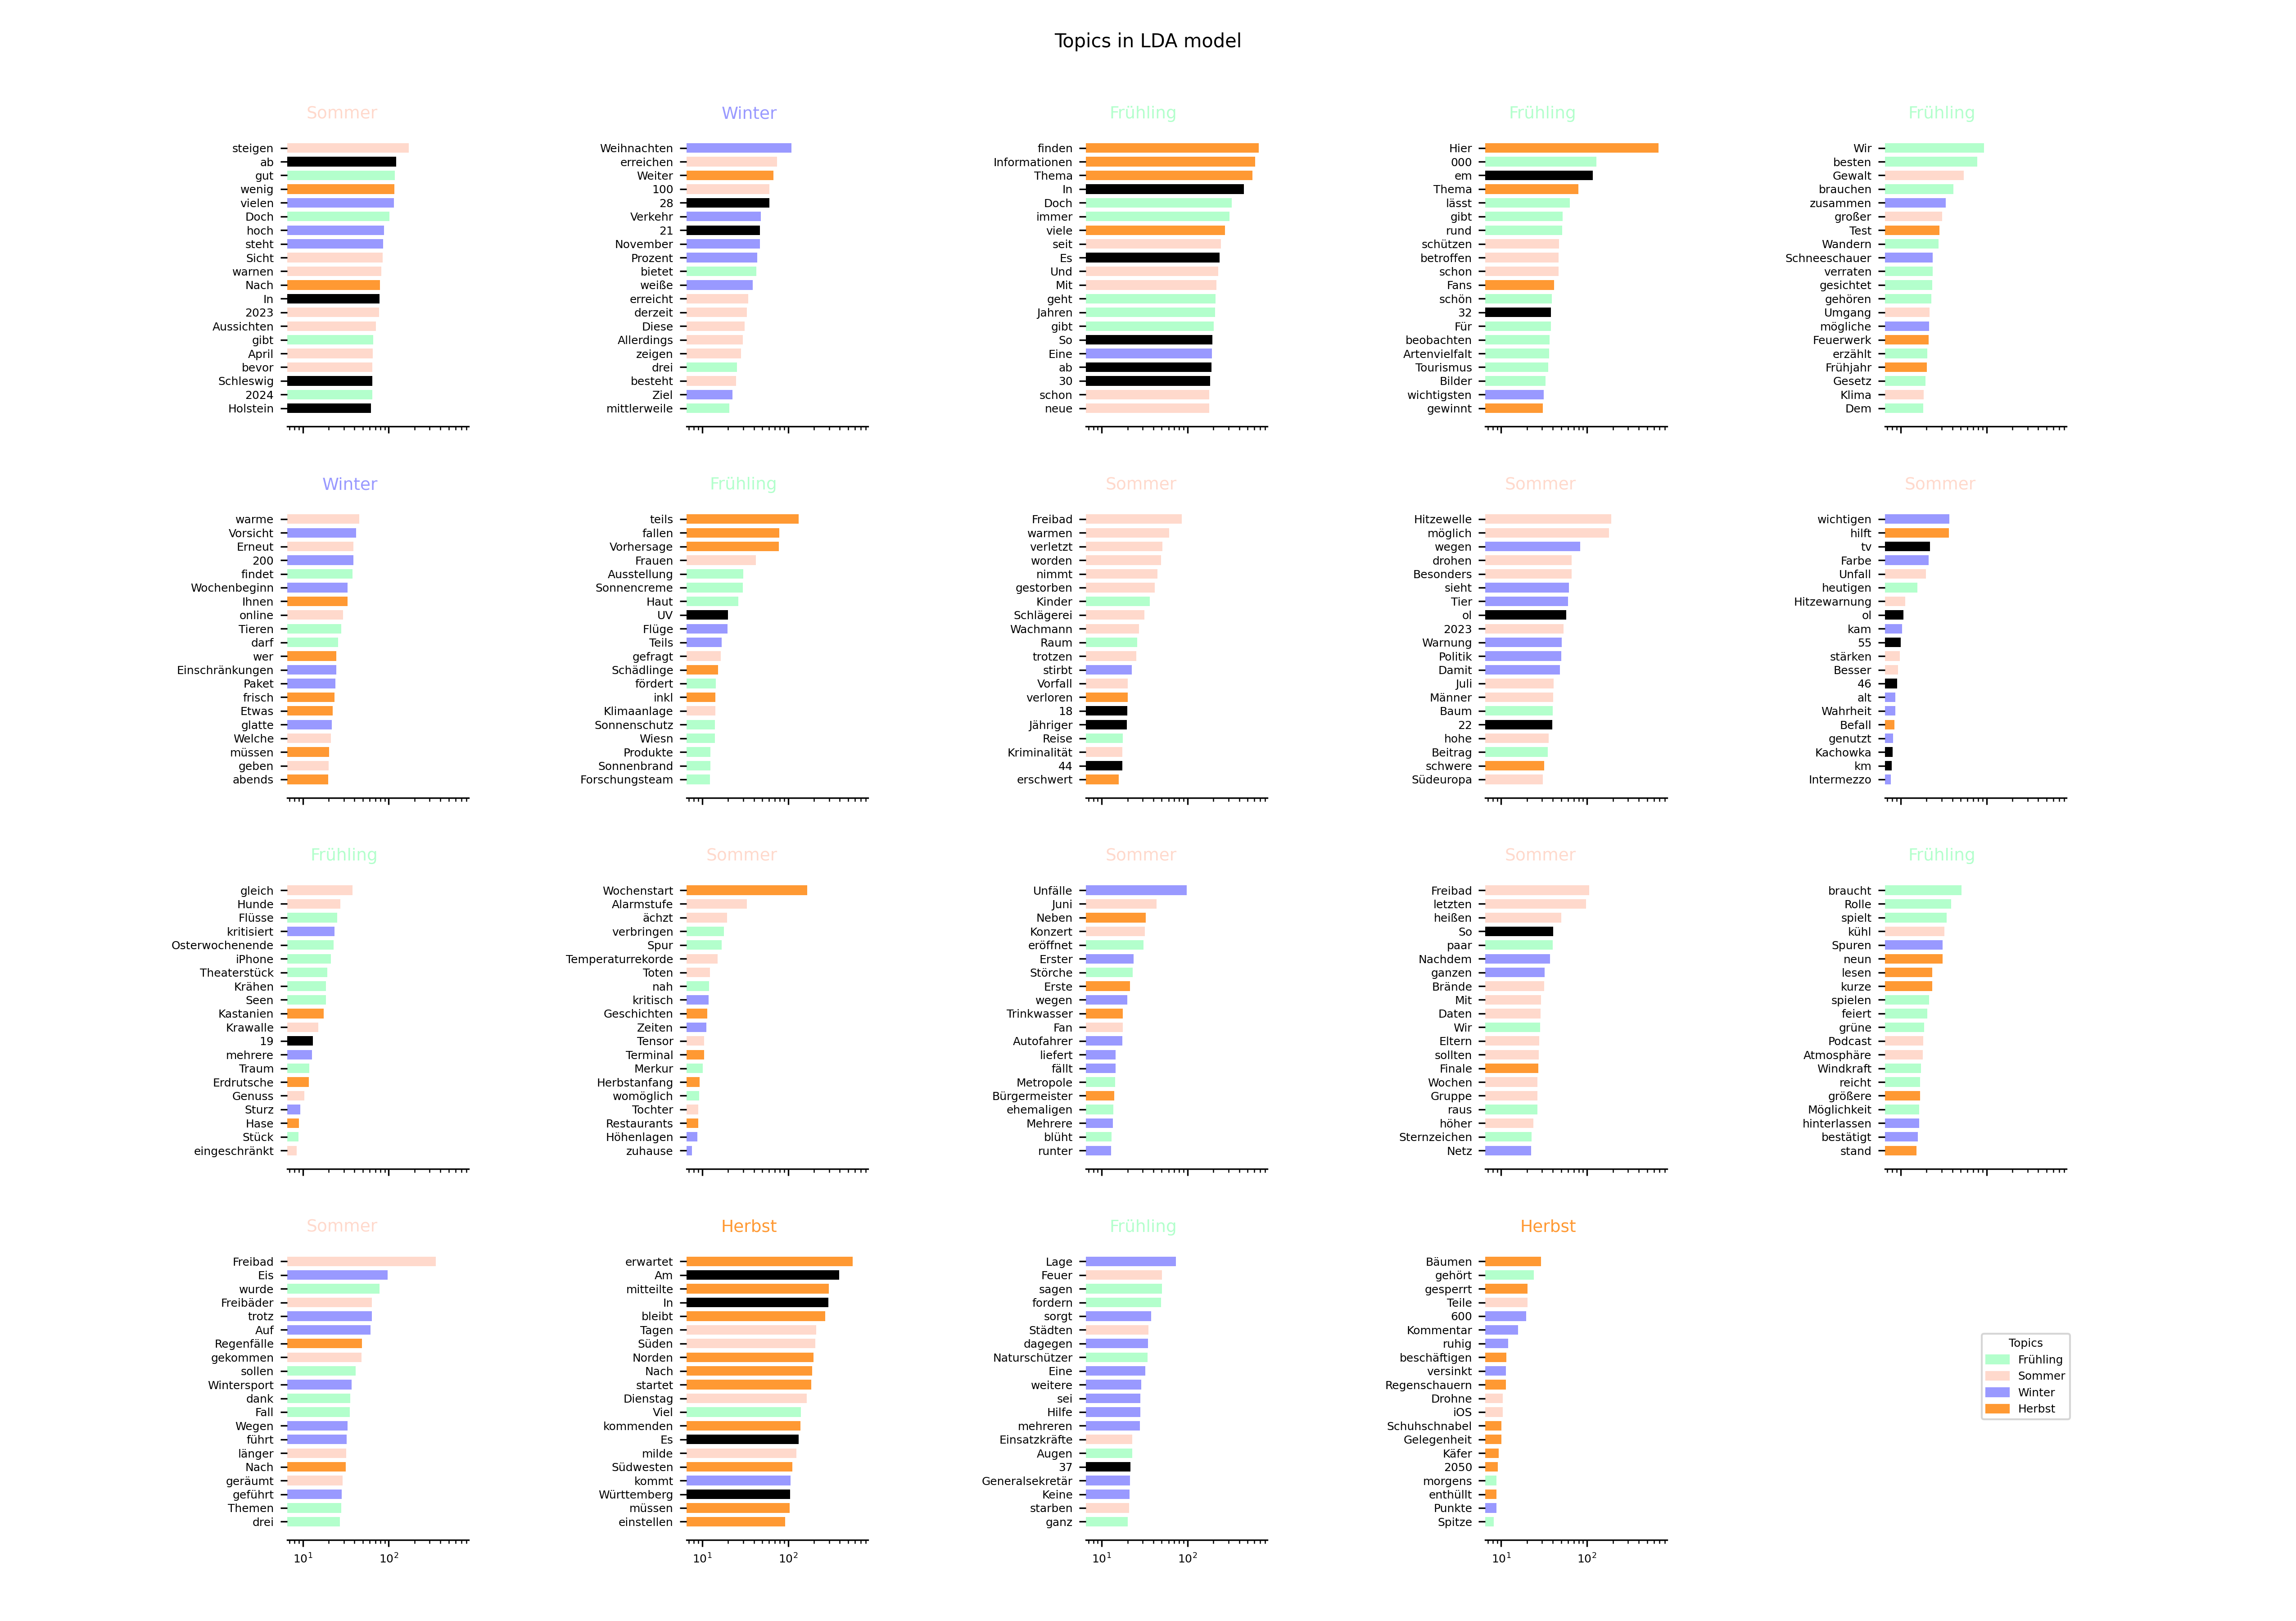 Topics in LDA model
Sommer
steigen
ab
gut
wenig
vielen
Doch
hoch
steht
Sicht
warnen
Nach
In
2023
Aussichten
gibt
April
bevor
Schleswig
2024
Holstein
Winter
Weihnachten
erreichen
Weiter
100
28
Verkehr
21
November
Prozent
bietet
weiße
erreicht
derzeit
Diese
Allerdings
zeigen
drei
besteht
Ziel
mittlerweile
Frühling
finden
Informationen
Thema
In
Doch
immer
viele
seit
Es
Und
Mit
geht
Jahren
gibt
So
Eine
ab
30
schon
neue
Frühling
Hier
000
em
Thema
lässt
gibt
rund
schützen
betroffen
schon
Fans
schön
32
Für
beobachten
Artenvielfalt
Tourismus
Bilder
wichtigsten
gewinnt
Frühling
Wir
besten
Gewalt
brauchen
zusammen
großer
Test
Wandern
Schneeschauer
verraten
gesichtet
gehören
Umgang
mögliche
Feuerwerk
erzählt
Frühjahr
Gesetz
Klima
Dem
Winter
warme
Vorsicht
Erneut
200
findet
Wochenbeginn
Ihnen
online
Tieren
darf
wer
Einschränkungen
Paket
frisch
Etwas
glatte
Welche
müssen
geben
abends
Frühling
teils
fallen
Vorhersage
Frauen
Ausstellung
Sonnencreme
Haut
UV
Flüge
Teils
gefragt
Schädlinge
fördert
inkl
Klimaanlage
Sonnenschutz
Wiesn
Produkte
Sonnenbrand
Forschungsteam
Sommer
Freibad
warmen
verletzt
worden
nimmt
gestorben
Kinder
Schlägerei
Wachmann
Raum
trotzen
stirbt
Vorfall
verloren
18
Jähriger
Reise
Kriminalität
44
erschwert
Sommer
Hitzewelle
möglich
wegen
drohen
Besonders
sieht
Tier
ol
2023
Warnung
Politik
Damit
Juli
Männer
Baum
22
hohe
Beitrag
schwere
Südeuropa
Sommer
wichtigen
hilft
tv
Farbe
Unfall
heutigen
Hitzewarnung
ol
kam
55
stärken
Besser
46
alt
Wahrheit
Befall
genutzt
Kachowka
km
Intermezzo
Frühling
gleich
Hunde
Flüsse
kritisiert
Osterwochenende
iPhone
Theaterstück
Krähen
Seen
Kastanien
Krawalle
19
mehrere
Traum
Erdrutsche
Genuss
Sturz
Hase
Stück
eingeschränkt
Sommer
Wochenstart
Alarmstufe
ächzt
verbringen
Spur
Temperaturrekorde
Toten
nah
kritisch
Geschichten
Zeiten
Tensor
Terminal
Merkur
Herbstanfang
womöglich
Tochter
Restaurants
Höhenlagen
zuhause
Sommer
Unfälle
Juni
Neben
Konzert
eröffnet
Erster
Störche
Erste
wegen
Trinkwasser
Fan
Autofahrer
liefert
fällt
Metropole
Bürgermeister
ehemaligen
Mehrere
blüht
runter
Sommer
Freibad
letzten
heißen
So
paar
Nachdem
ganzen
Brände
Mit
Daten
Wir
Eltern
sollten
Finale
Wochen
Gruppe
raus
höher
Sternzeichen
Netz
Frühling
braucht
Rolle
spielt
kühl
Spuren
neun
lesen
kurze
spielen
feiert
grüne
Podcast
Atmosphäre
Windkraft
reicht
größere
Möglichkeit
hinterlassen
bestätigt
stand
Sommer
Freibad
Eis
wurde
Freibäder
trotz
Auf
Regenfälle
gekommen
sollen
Wintersport
dank
Fall
Wegen
führt
länger
Nach
geräumt
geführt
Themen
drei
10¹ 10²
Herbst
erwartet
Am
mitteilte
In
bleibt
Tagen
Süden
Norden
Nach
startet
Dienstag
Viel
kommenden
Es
milde
Südwesten
kommt
Württemberg
müssen
einstellen
10¹ 10²
Frühling
Lage
Feuer
sagen
fordern
sorgt
Städten
dagegen
Naturschützer
Eine
weitere
sei
Hilfe
mehreren
Einsatzkräfte
Augen
37
Generalsekretär
Keine
starben
ganz
10¹ 10²
Herbst
Bäumen
gehört
gesperrt
Teile
600
Kommentar
ruhig
beschäftigen
versinkt
Regenschauern
Drohne
iOS
Schuhschnabel
Gelegenheit
Käfer
2050
morgens
enthüllt
Punkte
Spitze
10¹ 10²
Topics
Frühling
Sommer
Winter
Herbst